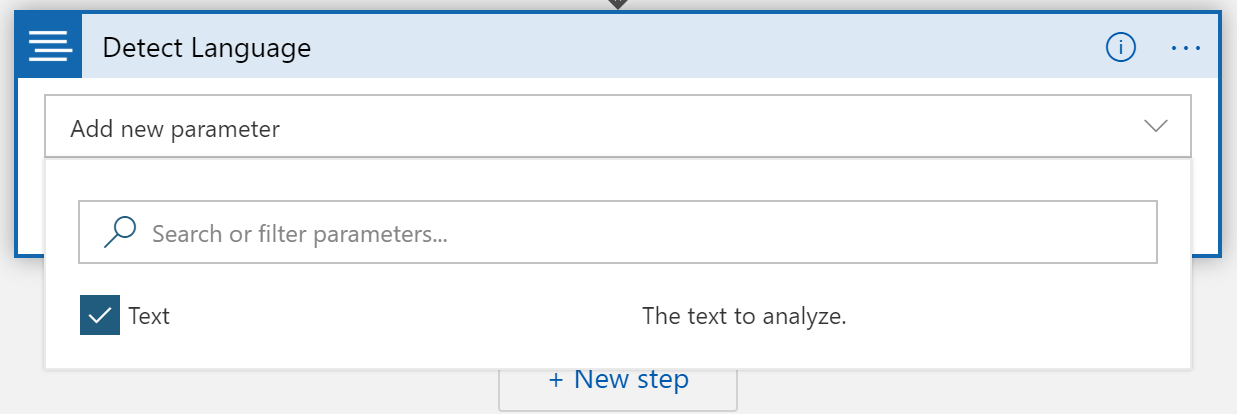 Detect Language
Add new parameter
Search or filter parameters...
Text The text to analyze.
+ New step